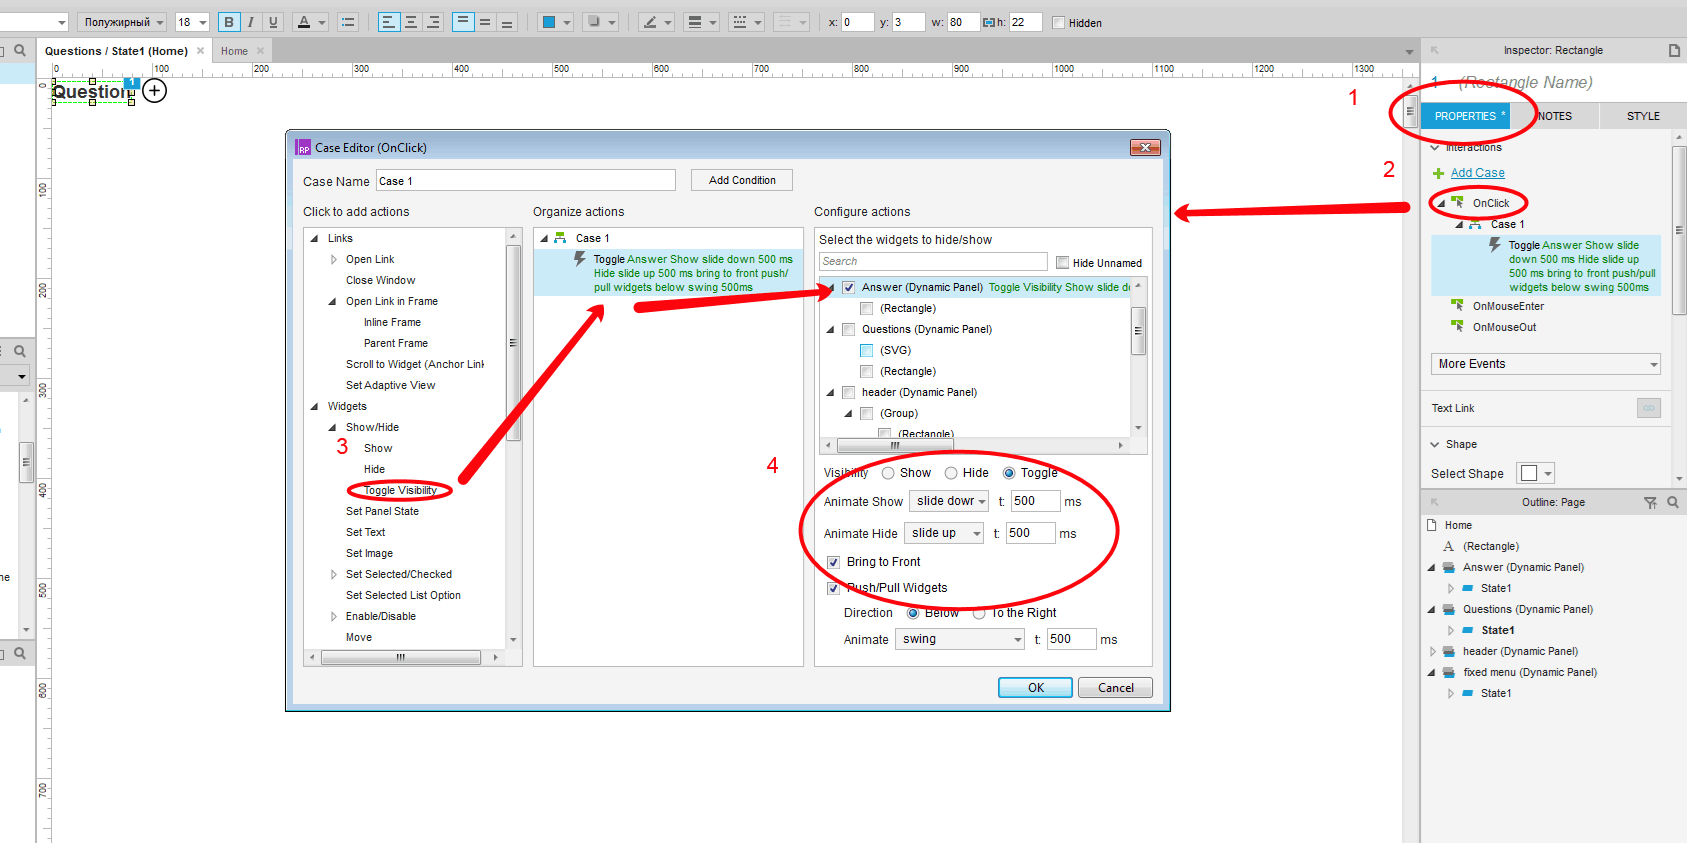 Полужирный
18
B I U
A
x: 0 y: 3 w: 80 h: 22 Hidden
Questions / State1 (Home)
Home
0 100 200 300 400 500 600 700 800 900 1000 1100 1200 1300
0
100
200
300
400
500
600
700
Question
1
Case Editor (OnClick)
Case Name Case 1 Add Condition
Click to add actions
Links
Open Link
Close Window
Open Link in Frame
Inline Frame
Parent Frame
Scroll to Widget (Anchor Link
Set Adaptive View
Widgets
Show/Hide
3
Show
Hide
Toggle Visibility
Set Panel State
Set Text
Set Image
Set Selected/Checked
Set Selected List Option
Enable/Disable
Move
Organize actions
Case 1
Toggle Answer Show slide down 500 ms
Hide slide up 500 ms bring to front push/
pull widgets below swing 500ms
Configure actions
Select the widgets to hide/show
Search Hide Unnamed
Answer (Dynamic Panel) Toggle Visibility Show slide do
(Rectangle)
Questions (Dynamic Panel)
(SVG)
(Rectangle)
header (Dynamic Panel)
(Group)
(Rectangle)
4
Visibility Show Hide Toggle
Animate Show slide down t: 500 ms
Animate Hide slide up t: 500 ms
Bring to Front
Push/Pull Widgets
Direction Below To the Right
Animate swing t: 500 ms
OK Cancel
1
2
Inspector: Rectangle
1 (Rectangle Name)
PROPERTIES * NOTES STYLE
Interactions
Add Case
OnClick
Case 1
Toggle Answer Show slide
down 500 ms Hide slide up
500 ms bring to front push/pull
widgets below swing 500ms
OnMouseEnter
OnMouseOut
More Events
Text Link
Shape
Select Shape
Outline: Page
Home
A (Rectangle)
Answer (Dynamic Panel)
State1
Questions (Dynamic Panel)
State1
header (Dynamic Panel)
fixed menu (Dynamic Panel)
State1